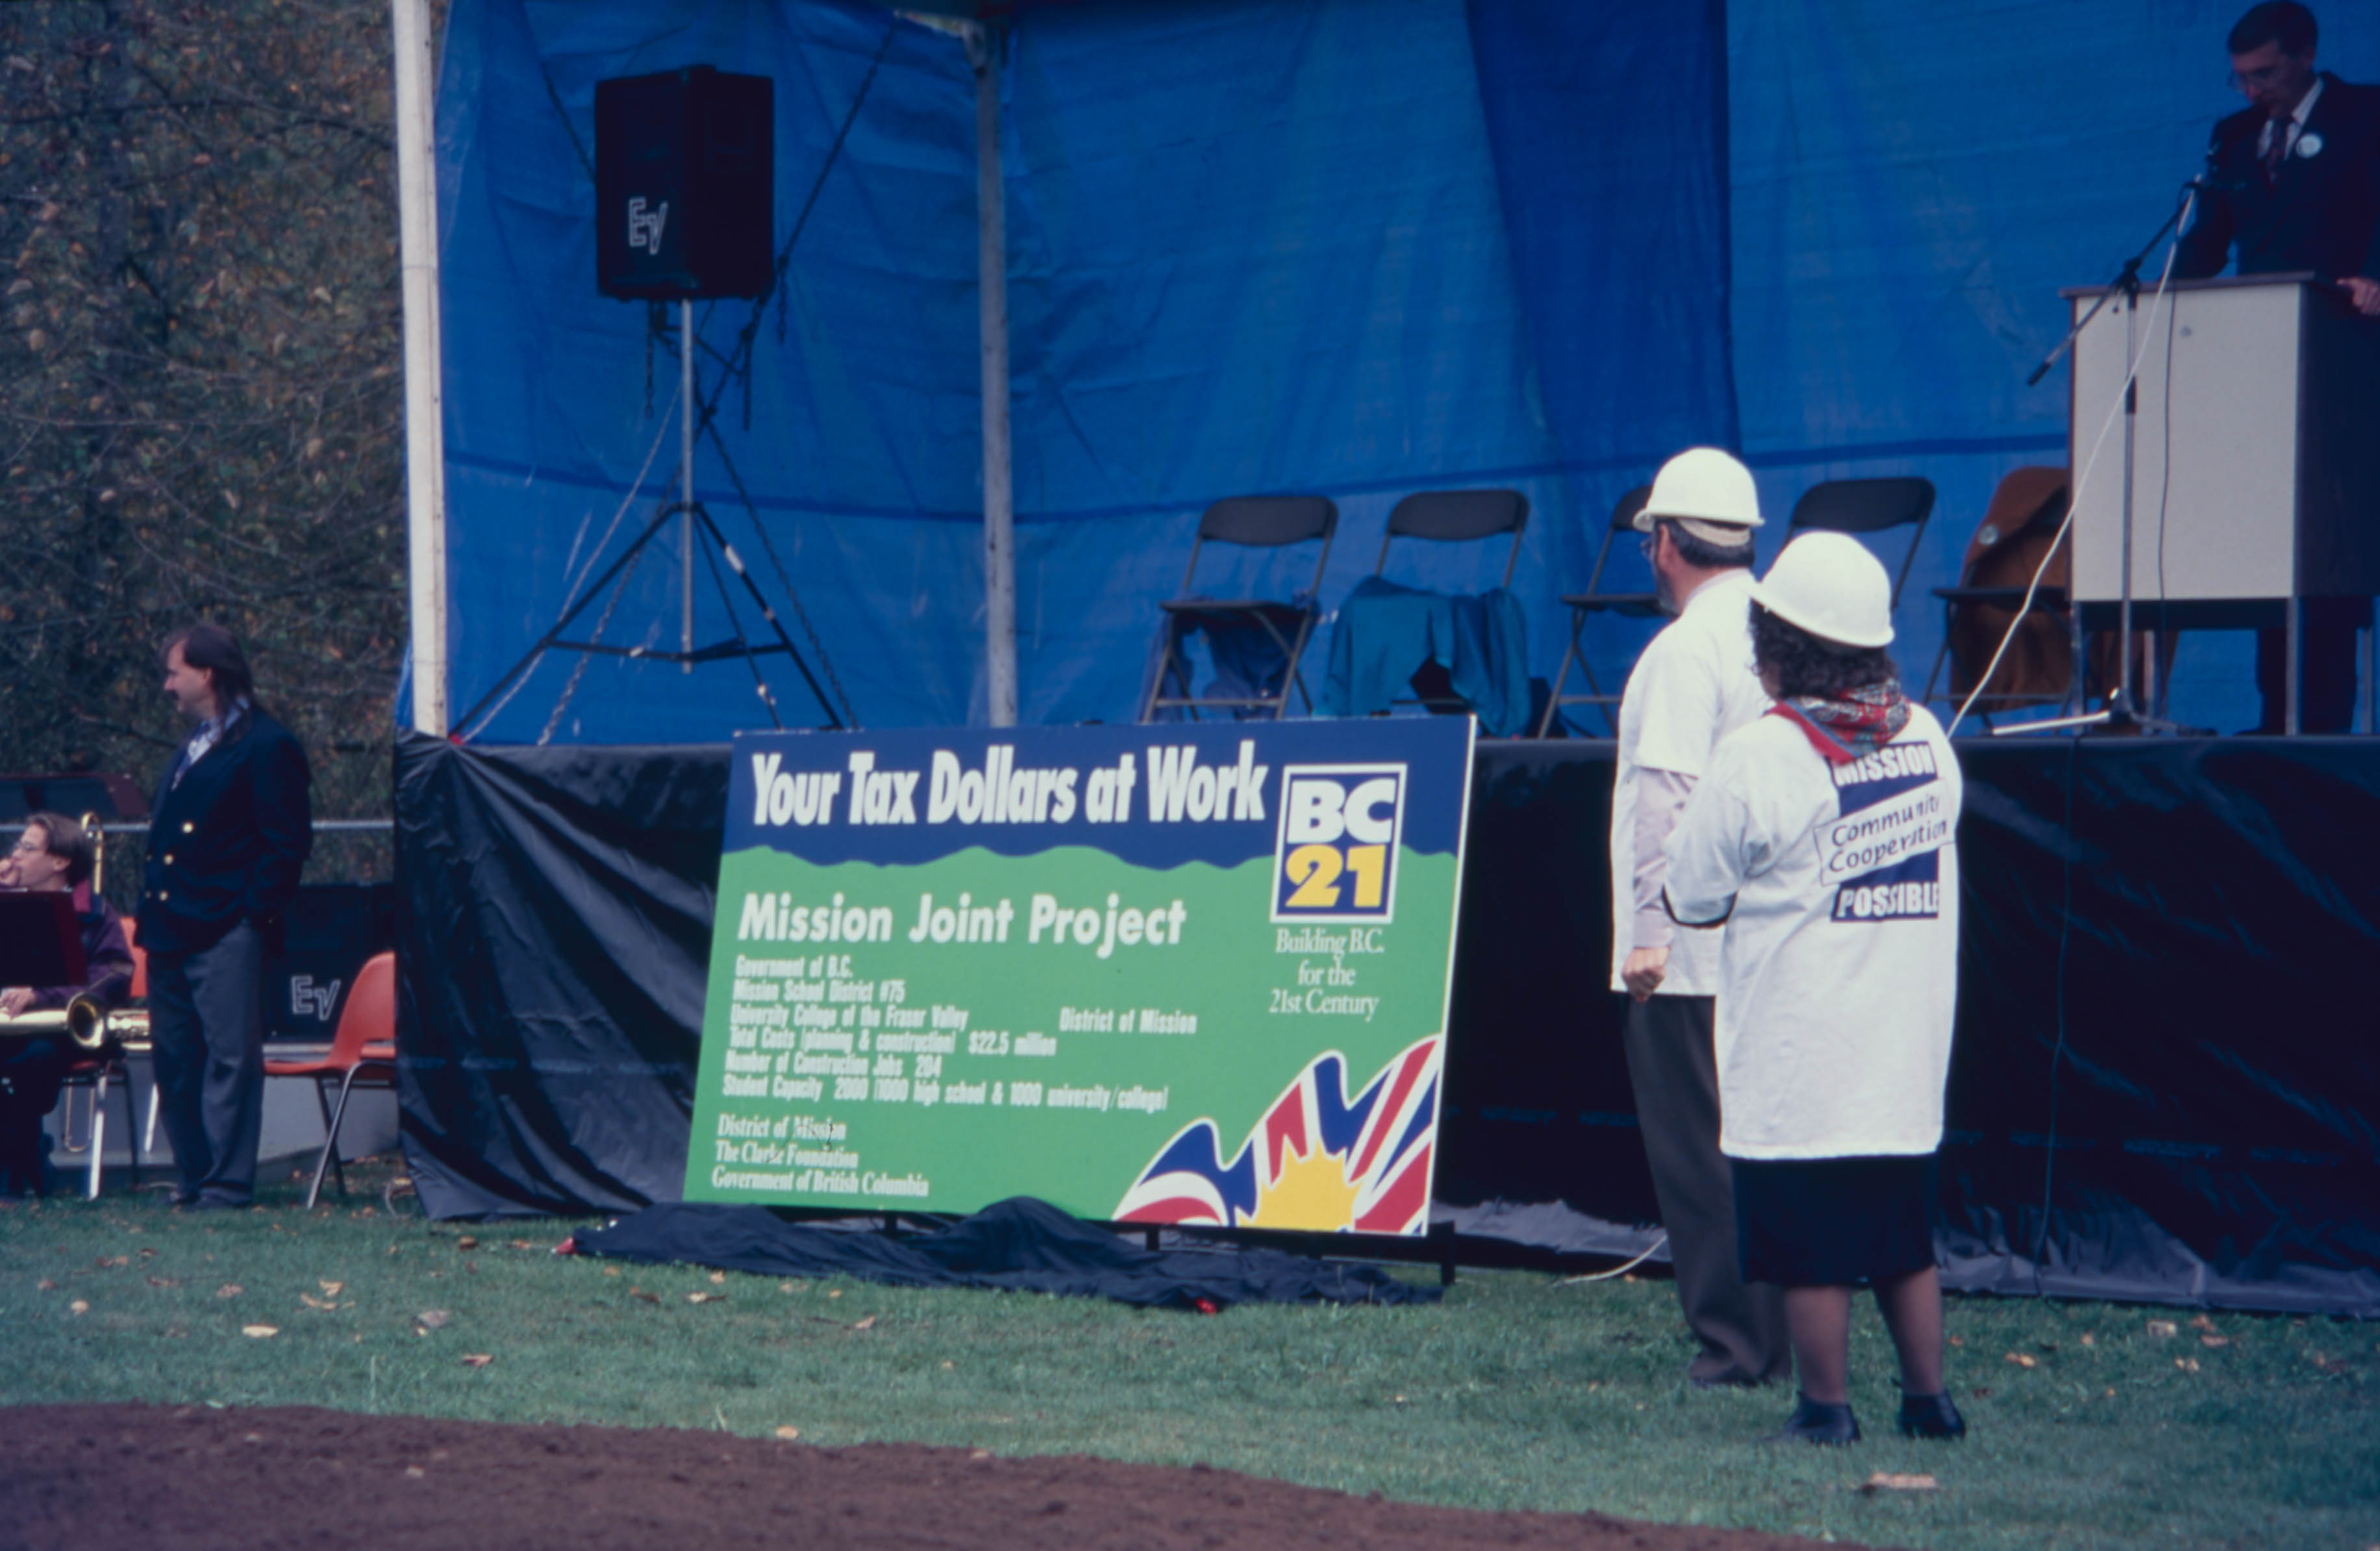 EV
Your Tax Dollars at Work
BC
21
Building B.C.
for the
21st Century
Mission Joint Project
Government of B.C.
Mission School District #75
University College of the Fraser Valley
District of Mission
Total Costs (planning & construction) $22.5 million
Number of Construction Jobs 204
Student Capacity 2000 (1000 high school & 1000 university/college)
District of Mission
The Clarke Foundation
Government of British Columbia
MISSION
Community
Cooperation
POSSIBLE
EV